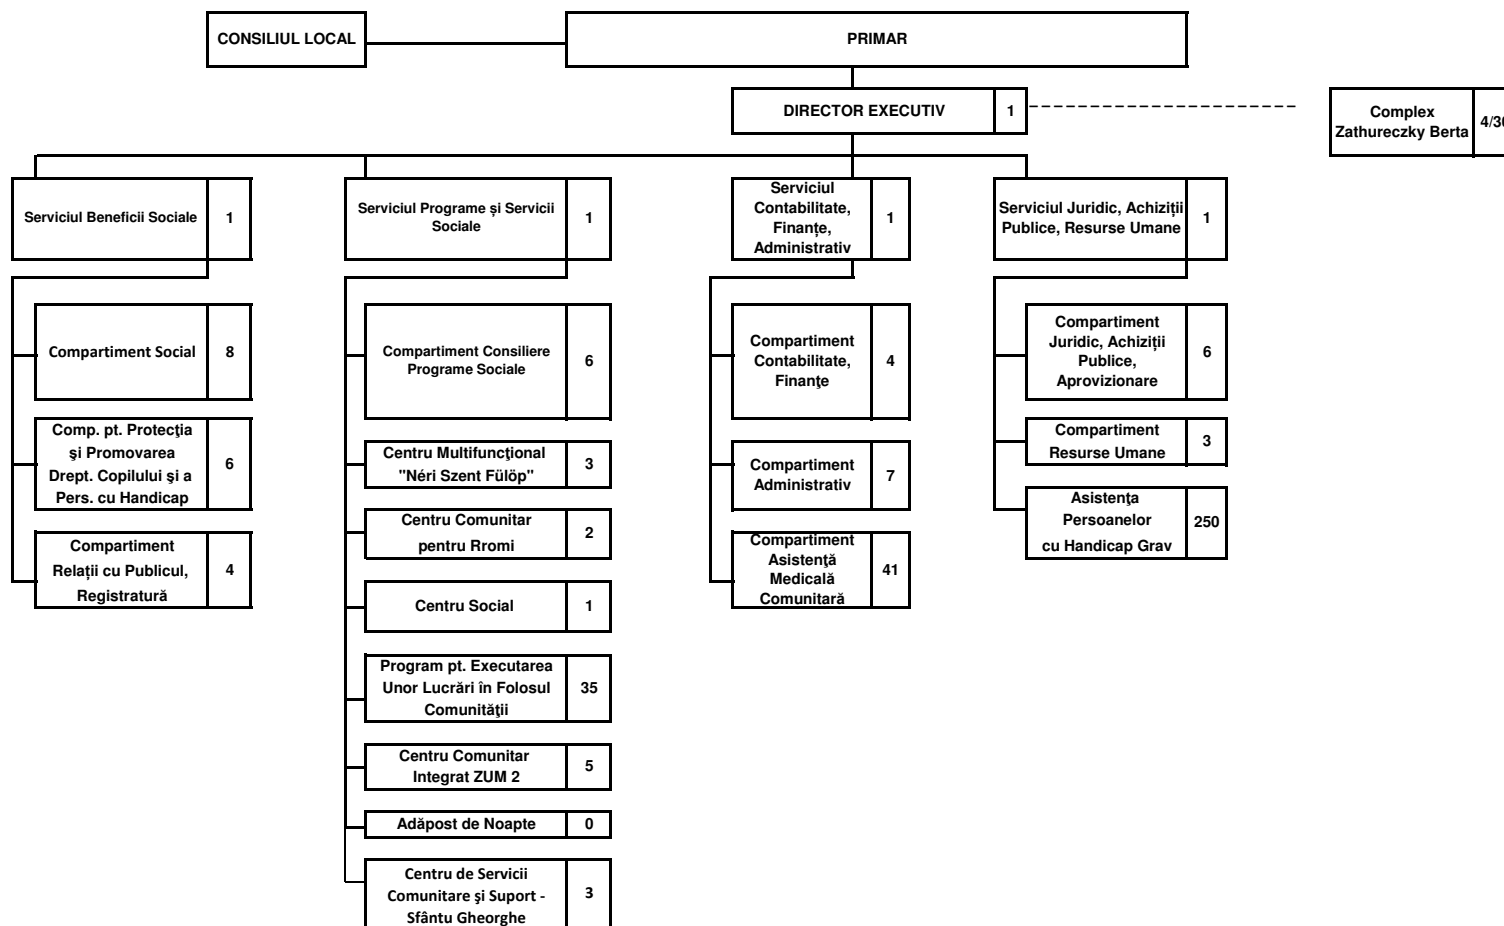 CONSILIUL LOCAL
PRIMAR
DIRECTOR EXECUTIV
1
Complex
Zathureczky Berta
4/30
Serviciul Beneficii Sociale
1
Serviciul Programe și Servicii
Sociale
1
Serviciul
Contabilitate,
Finanțe,
Administrativ
1
Serviciul Juridic, Achiziții
Publice, Resurse Umane
1
Compartiment Social
8
Comp. pt. Protecţia
şi Promovarea
Drept. Copilului şi a
Pers. cu Handicap
6
Compartiment
Relații cu Publicul,
Registratură
4
Compartiment Consiliere
Programe Sociale
6
Centru Multifuncţional
"Néri Szent Fülöp"
3
Centru Comunitar
pentru Rromi
2
Centru Social
1
Program pt. Executarea
Unor Lucrări în Folosul
Comunităţii
35
Centru Comunitar
Integrat ZUM 2
5
Adăpost de Noapte
0
Centru de Servicii
Comunitare şi Suport -
Sfântu Gheorghe
3
Compartiment
Contabilitate,
Finanţe
4
Compartiment
Administrativ
7
Compartiment
Asistenţă
Medicală
Comunitară
41
Compartiment
Juridic, Achiziții
Publice,
Aprovizionare
6
Compartiment
Resurse Umane
3
Asistenţa
Persoanelor
cu Handicap Grav
250